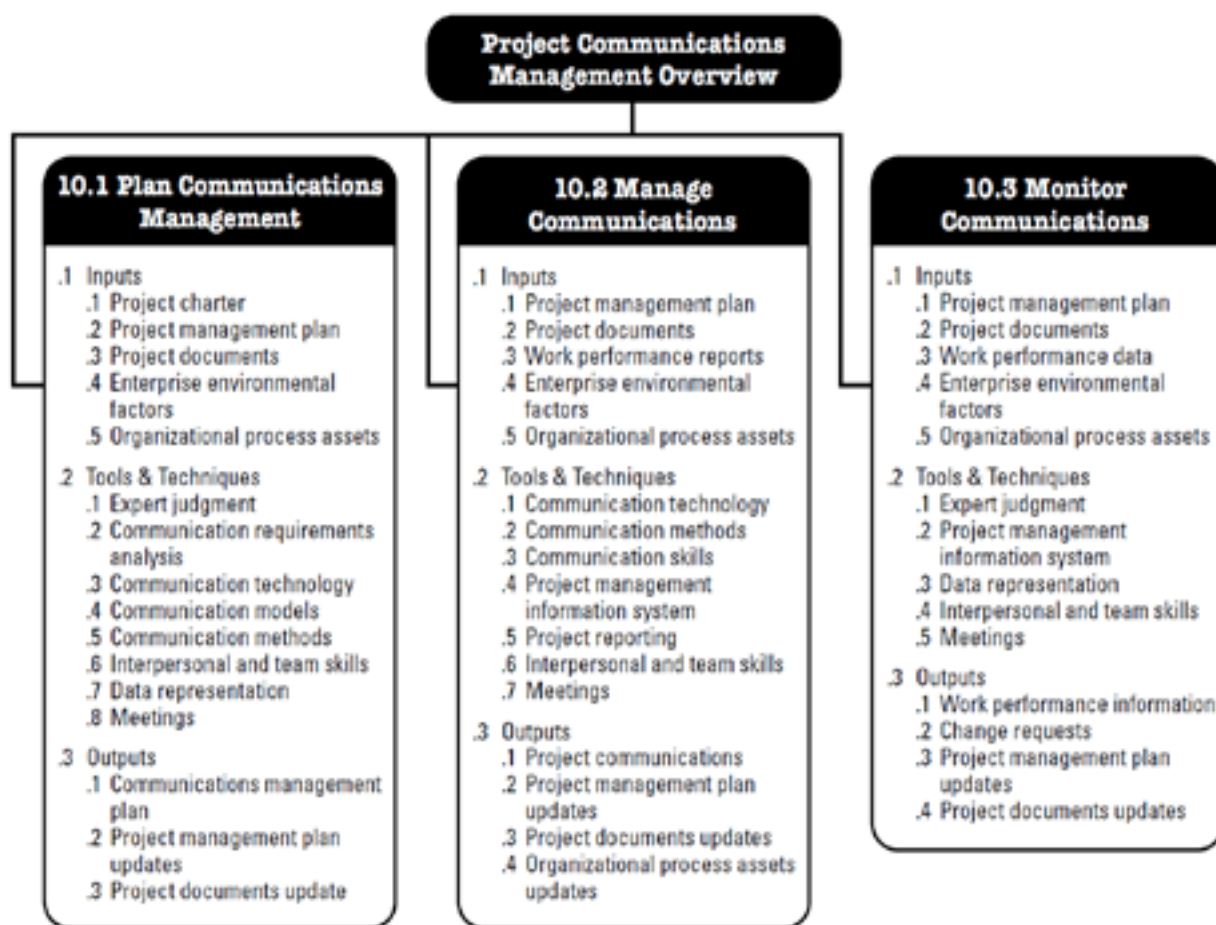 Project Communications
Management Overview
10.1 Plan Communications
Management
.1 Inputs
.1 Project charter
.2 Project management plan
.3 Project documents
.4 Enterprise environmental
factors
.5 Organizational process assets
.2 Tools & Techniques
.1 Expert judgment
.2 Communication requirements
analysis
.3 Communication technology
.4 Communication models
.5 Communication methods
.6 Interpersonal and team skills
.7 Data representation
.8 Meetings
.3 Outputs
.1 Communications management
plan
.2 Project management plan
updates
.3 Project documents update
10.2 Manage
Communications
.1 Inputs
.1 Project management plan
.2 Project documents
.3 Work performance reports
.4 Enterprise environmental
factors
.5 Organizational process assets
.2 Tools & Techniques
.1 Communication technology
.2 Communication methods
.3 Communication skills
.4 Project management
information system
.5 Project reporting
.6 Interpersonal and team skills
.7 Meetings
.3 Outputs
.1 Project communications
.2 Project management plan
updates
.3 Project documents updates
.4 Organizational process assets
updates
10.3 Monitor
Communications
.1 Inputs
.1 Project management plan
.2 Project documents
.3 Work performance data
.4 Enterprise environmental
factors
.5 Organizational process assets
.2 Tools & Techniques
.1 Expert judgment
.2 Project management
information system
.3 Data representation
.4 Interpersonal and team skills
.5 Meetings
.3 Outputs
.1 Work performance information
.2 Change requests
.3 Project management plan
updates
.4 Project documents updates